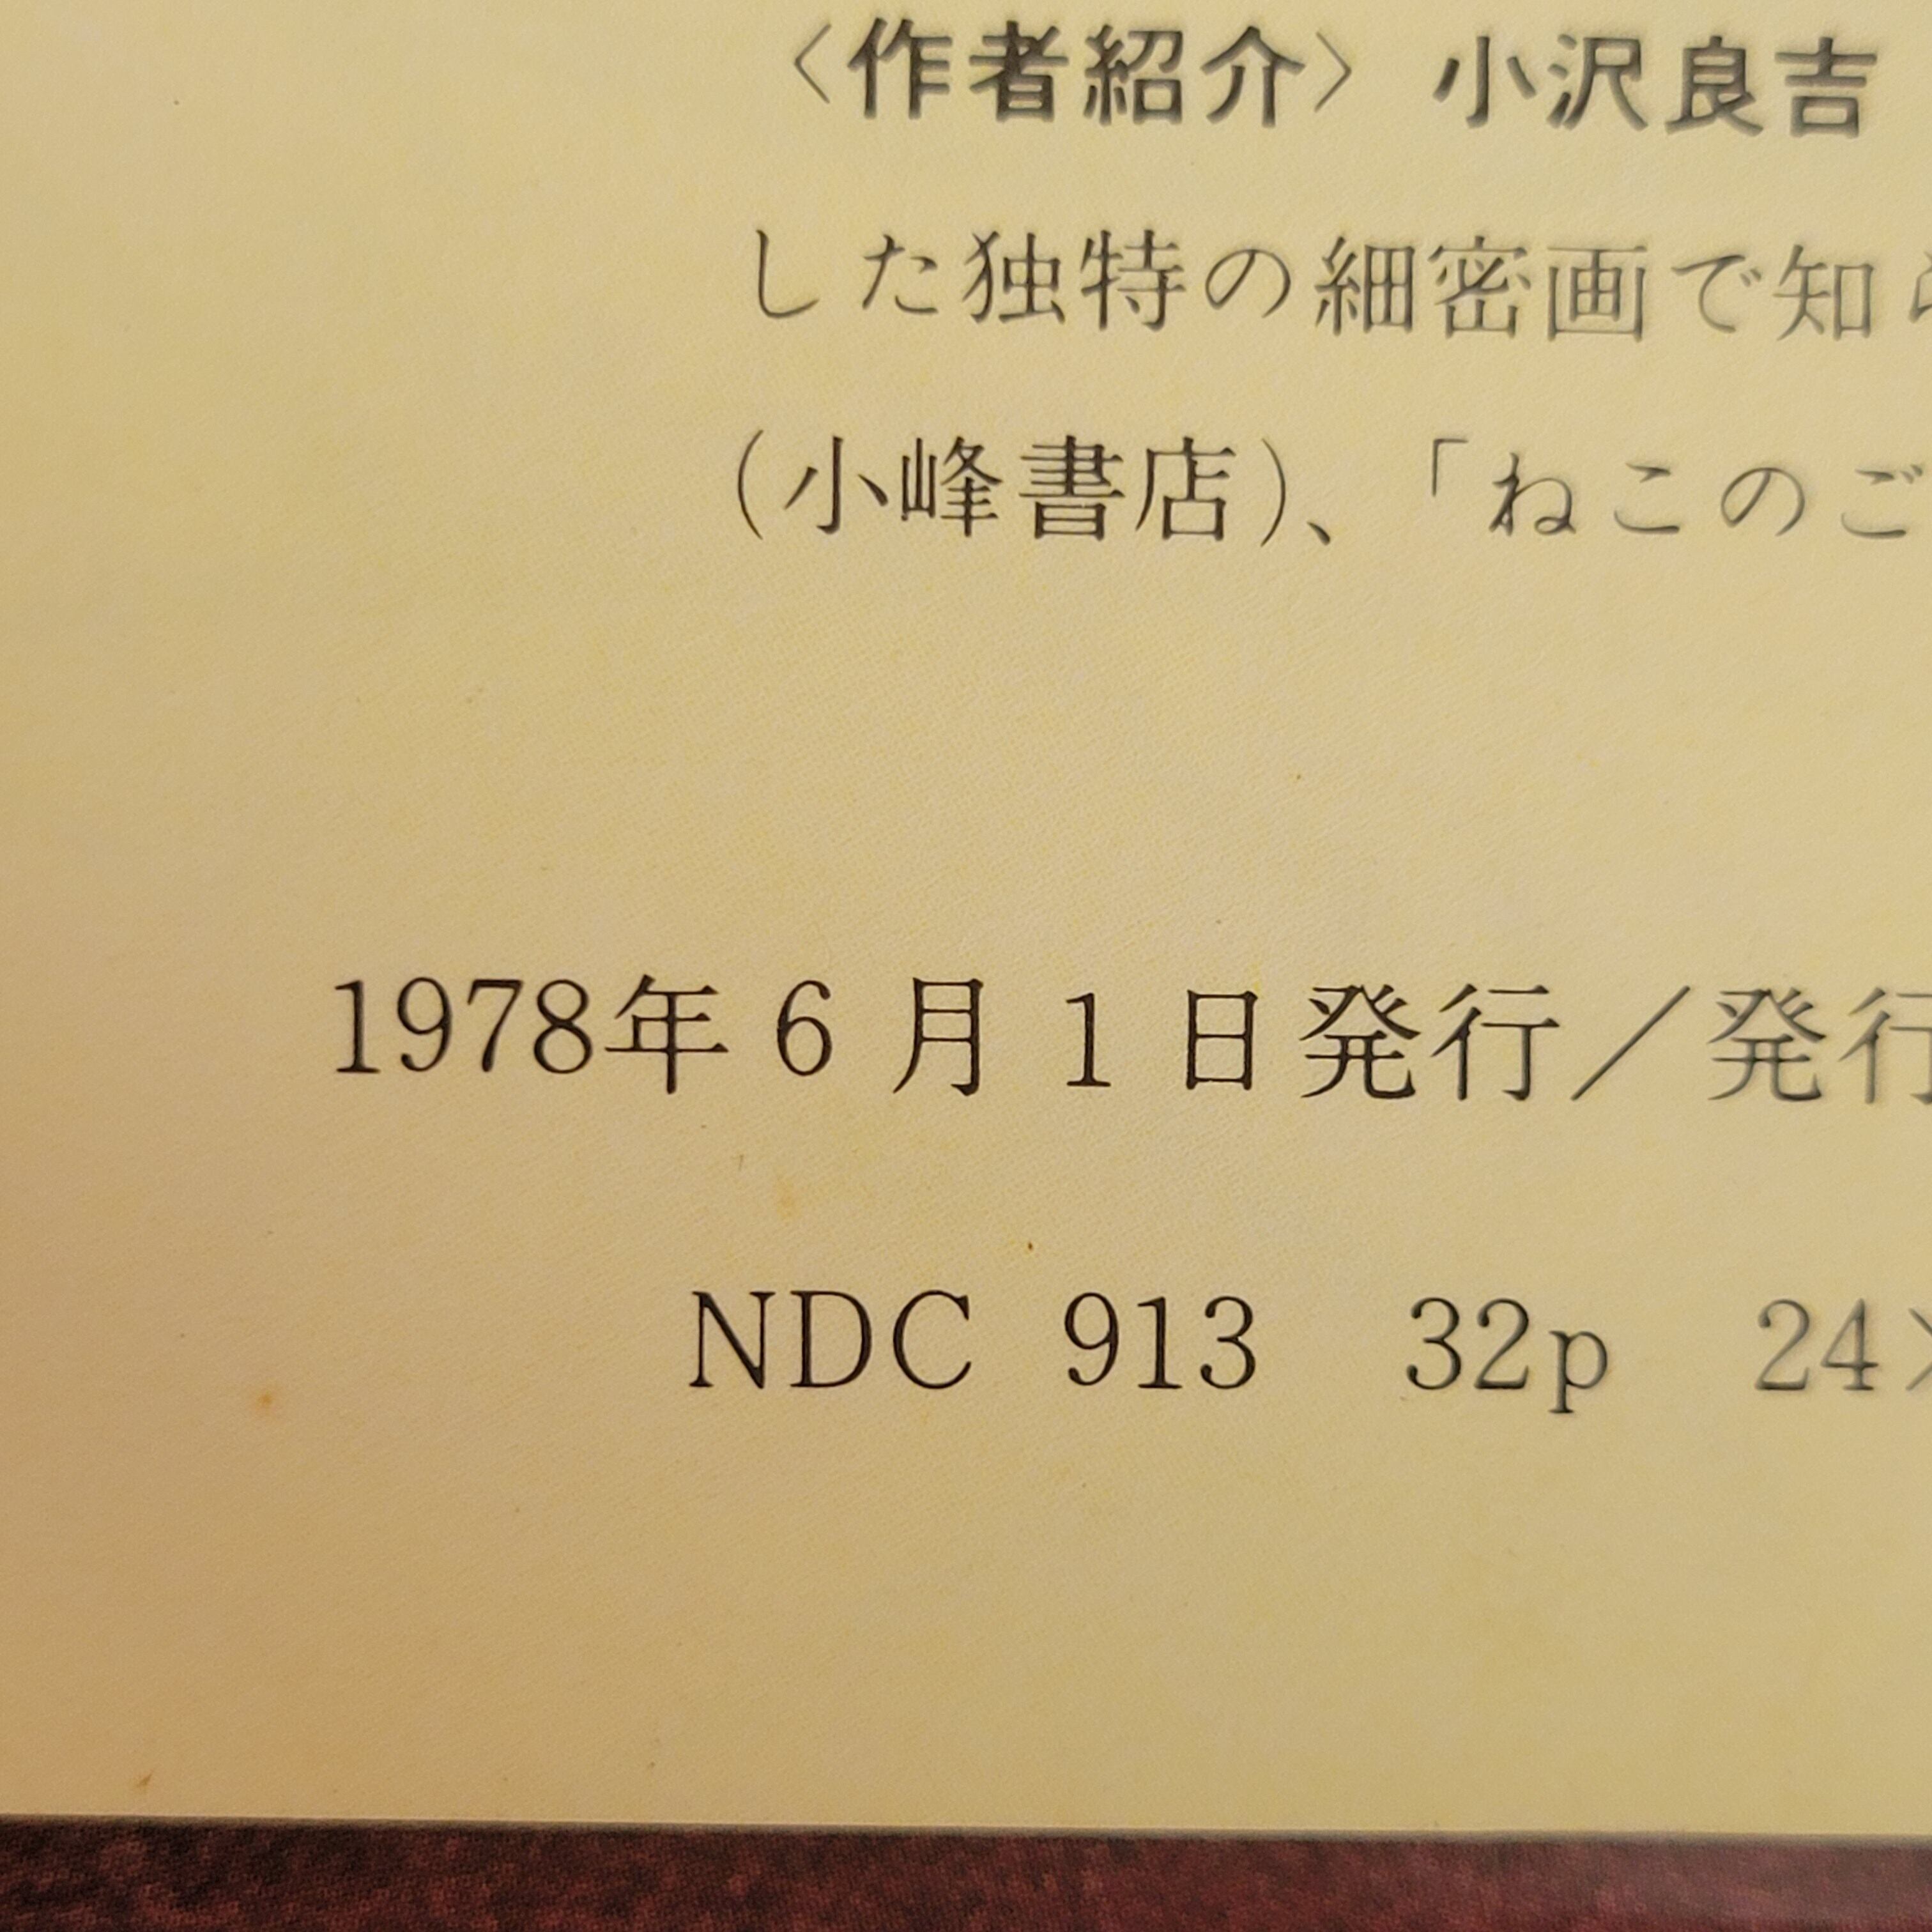 〈作者紹介〉 小沢良吉
した独特の細密画で知ら
(小峰書店)、「ねこのご
1978年 6 月 1 日発行／発行
NDC 913 32p 24×